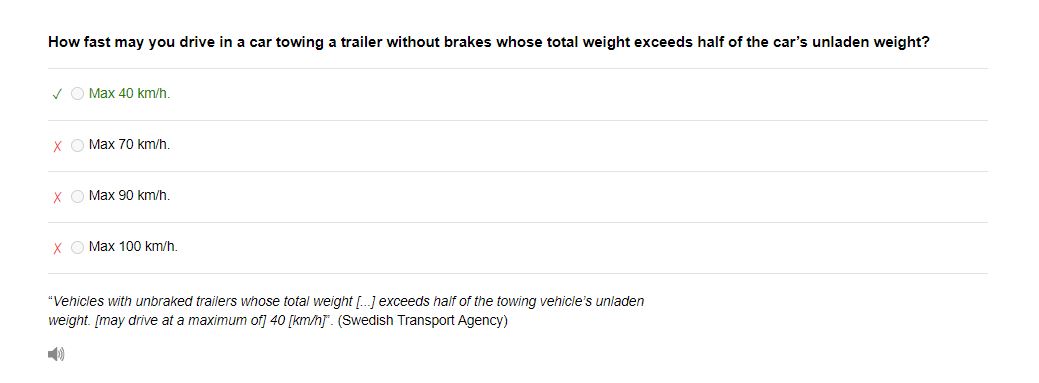 How fast may you drive in a car towing a trailer without brakes whose total weight exceeds half of the car's unladen weight?
✓ Max 40 km/h.
X Max 70 km/h.
X Max 90 km/h.
X Max 100 km/h.
"Vehicles with unbraked trailers whose total weight [...] exceeds half of the towing vehicle's unladen
weight. [may drive at a maximum of] 40 [km/h]". (Swedish Transport Agency)